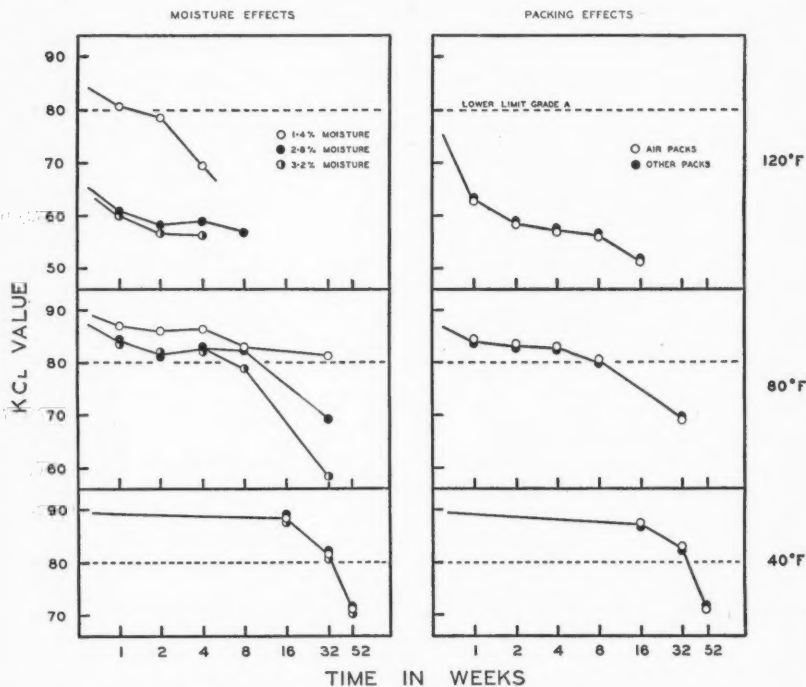 MOISTURE EFFECTS
PACKING EFFECTS
90
80
70
60
50
1·4% MOISTURE
2·8% MOISTURE
3·2% MOISTURE
LOWER LIMIT GRADE A
AIR PACKS
OTHER PACKS
120°F
90
80
70
60
80°F
90
80
70
40°F
KCL VALUE
1 2 4 8 16 32 52
1 2 4 8 16 32 52
TIME IN WEEKS